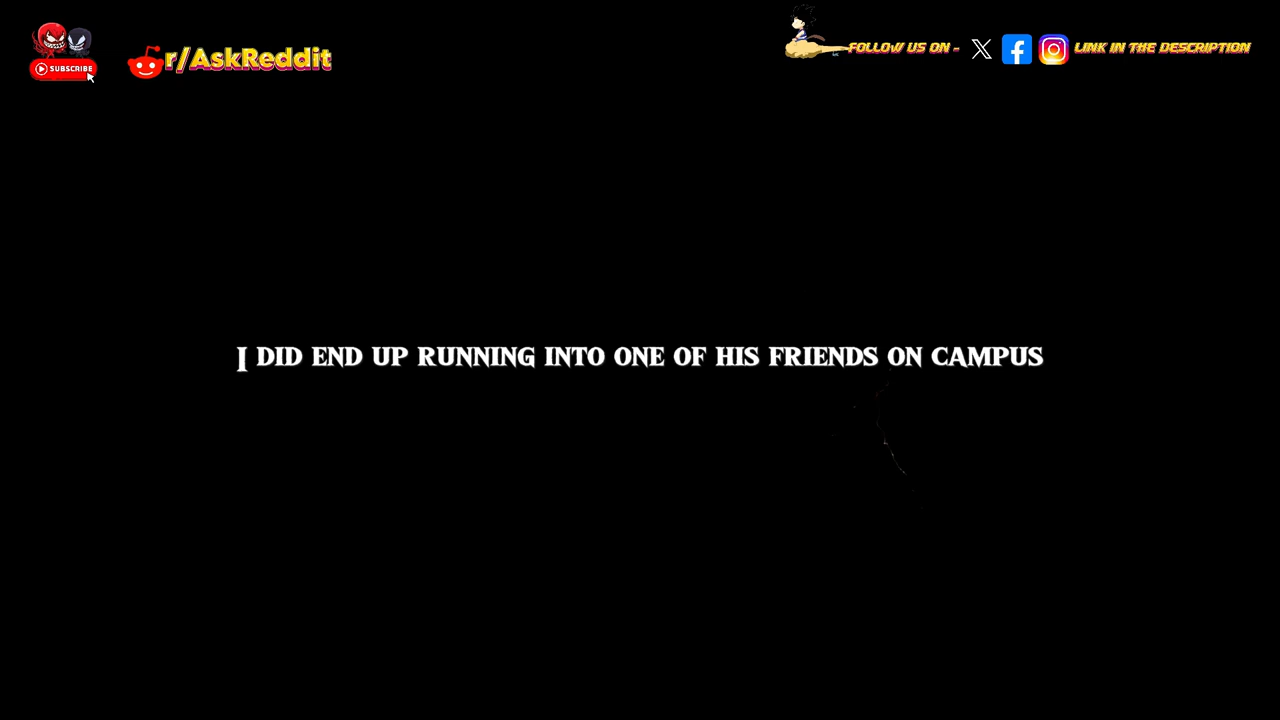 SUBSCRIBE
r/AskReddit
FOLLOW US ON -
LINK IN THE DESCRIPTION
I DID END UP RUNNING INTO ONE OF HIS FRIENDS ON CAMPUS